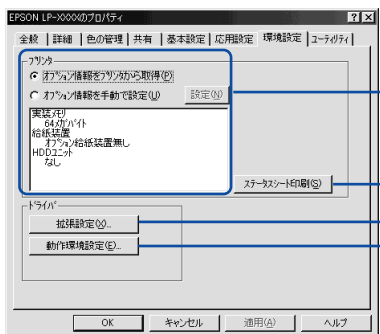 EPSON LP-XXXXのプロパティ
全般 詳細 色の管理 共有 基本設定 応用設定 環境設定 ユーティリティ
プリンタ
オプション情報をプリンタから取得(P)
オプション情報を手動で設定(U) 設定(N)
実装メモリ
64メガバイト
給紙装置
オプション給紙装置無し
HDDユニット
なし
ステータスシート印刷(S)
ドライバ
拡張設定(X)...
動作環境設定(E)...
OK キャンセル 適用(A) ヘルプ